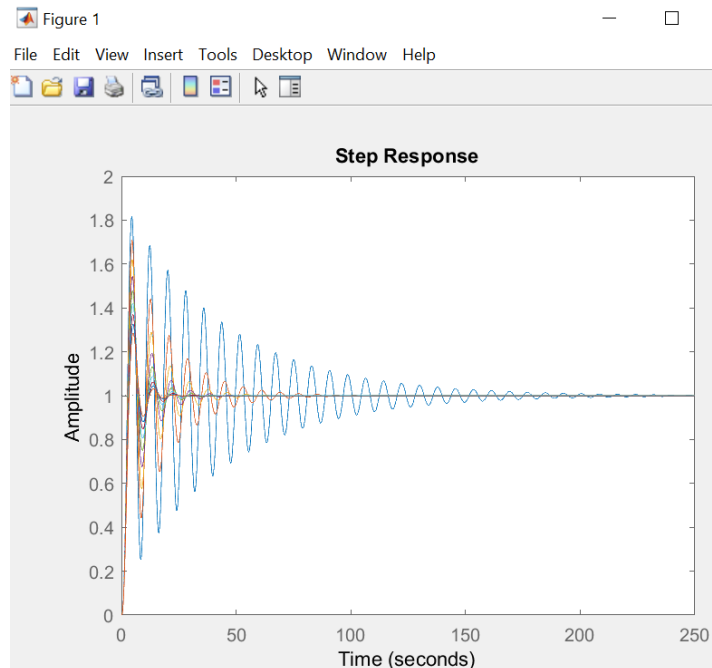 Figure 1
File Edit View Insert Tools Desktop Window Help
Step Response
2
1.8
1.6
1.4
1.2
1
0.8
0.6
0.4
0.2
0
Amplitude
0 50 100 150 200 250
Time (seconds)